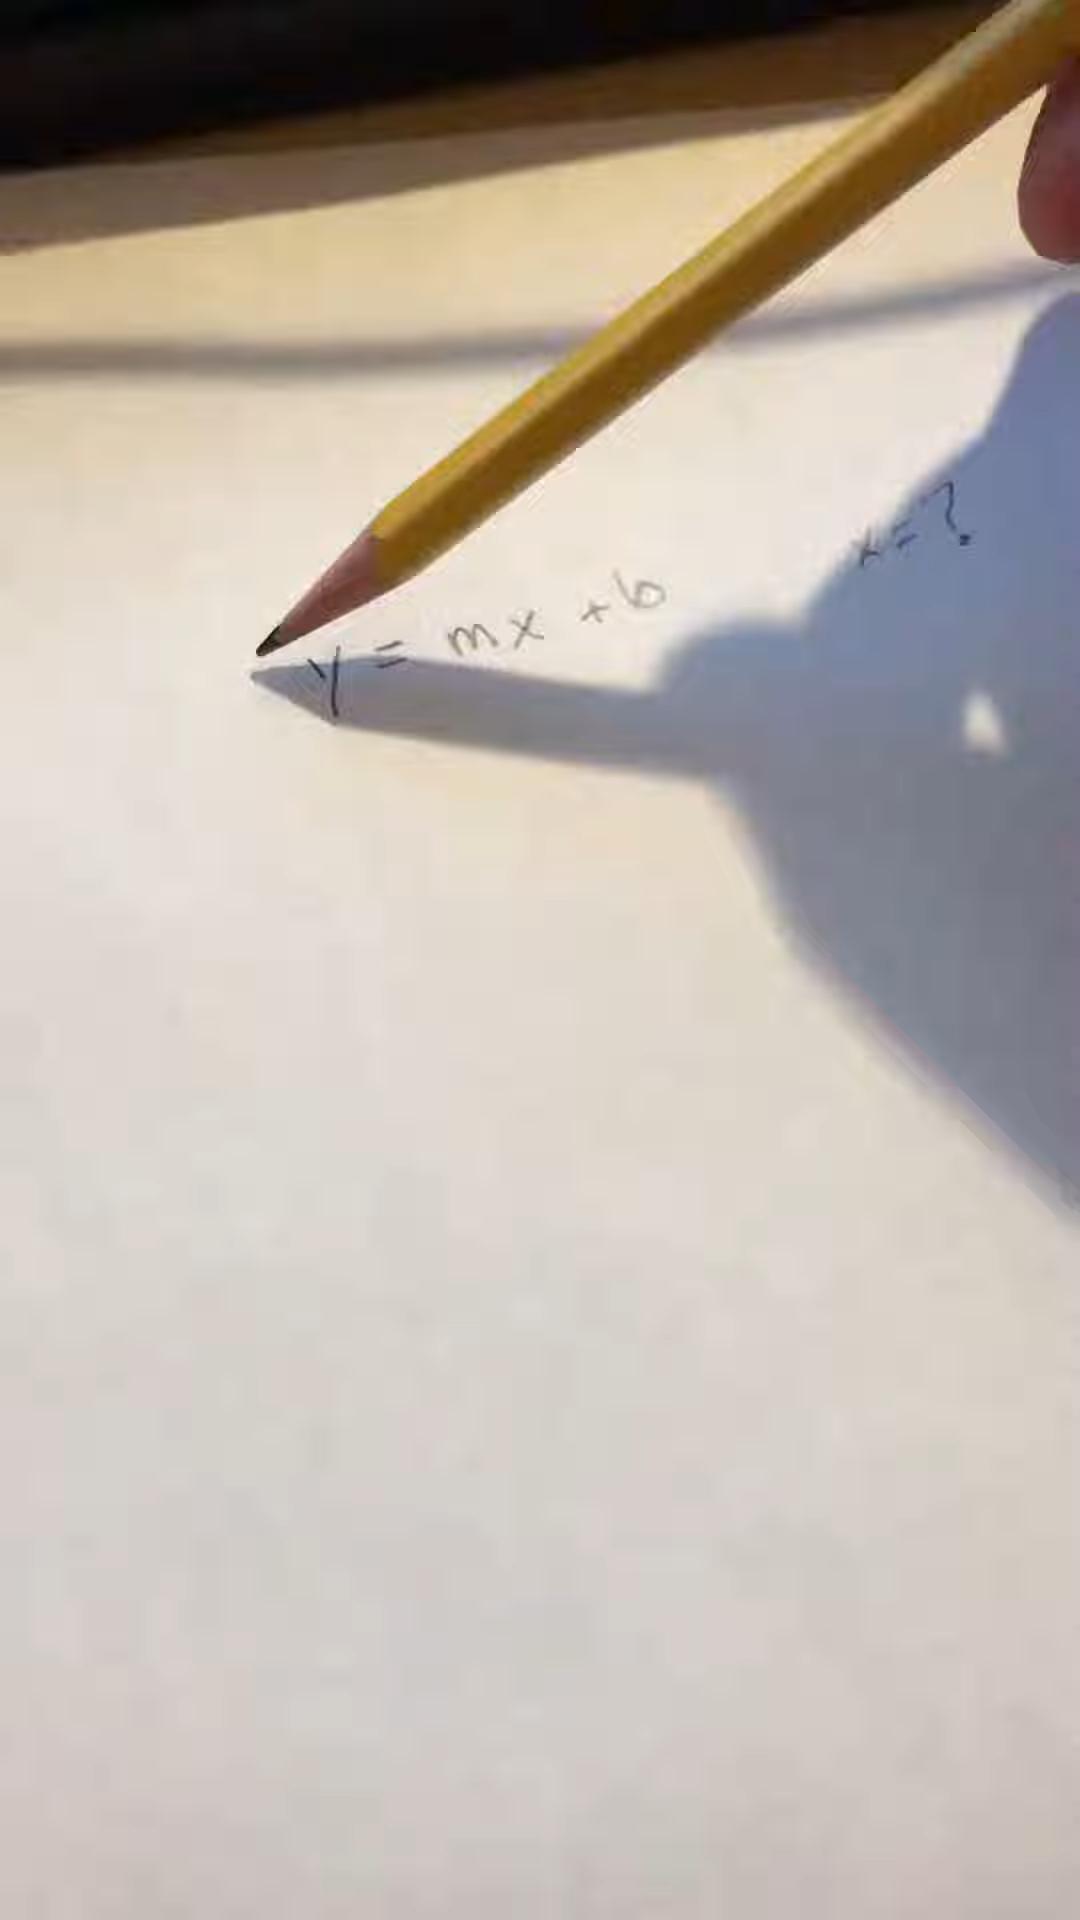 y = mx + b
x = ?